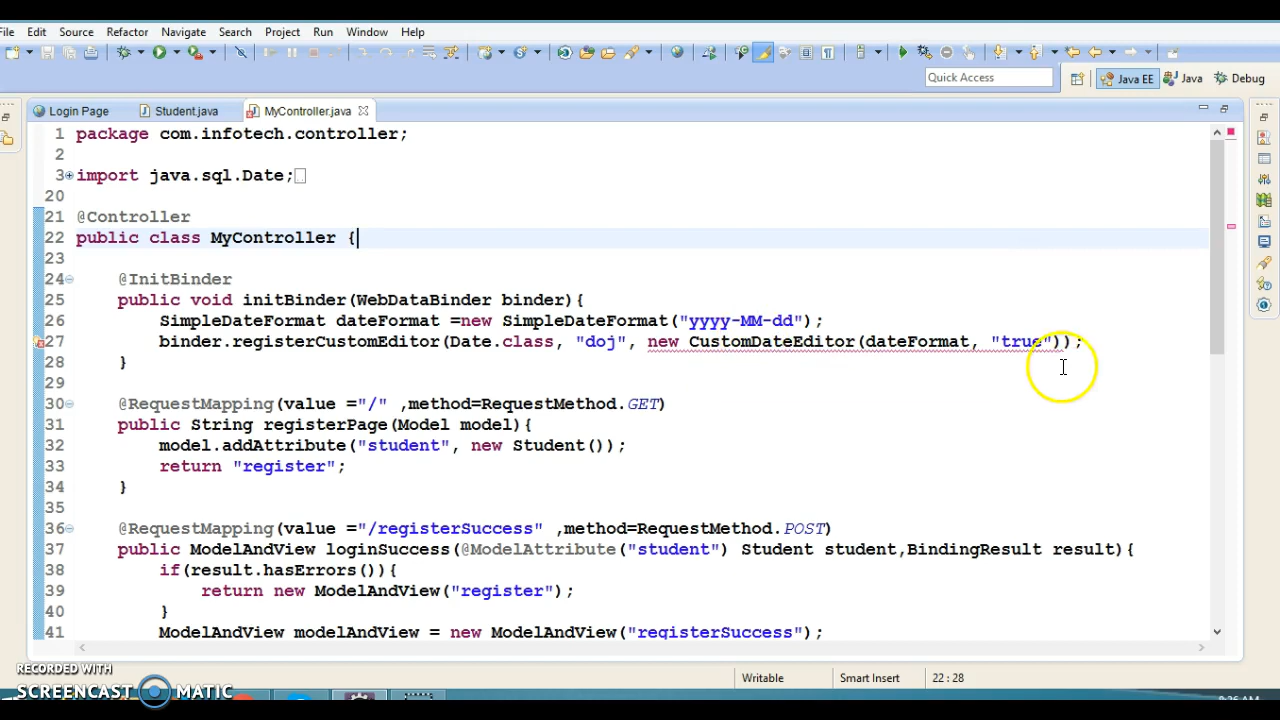 File Edit Source Refactor Navigate Search Project Run Window Help
Quick Access
Java EE Java Debug
Login Page Student.java MyController.java
1 package com.infotech.controller;
2
3 import java.sql.Date;
20
21 @Controller
22 public class MyController {
23
24 @InitBinder
25 public void initBinder(WebDataBinder binder){
26 SimpleDateFormat dateFormat =new SimpleDateFormat("yyyy-MM-dd");
27 binder.registerCustomEditor(Date.class, "doj", new CustomDateEditor(dateFormat, "true"));
28 }
29
30 @RequestMapping(value ="/" ,method=RequestMethod.GET)
31 public String registerPage(Model model){
32 model.addAttribute("student", new Student());
33 return "register";
34 }
35
36 @RequestMapping(value ="/registerSuccess" ,method=RequestMethod.POST)
37 public ModelAndView loginSuccess(@ModelAttribute("student") Student student,BindingResult result){
38 if(result.hasErrors()){
39 return new ModelAndView("register");
40 }
41 ModelAndView modelAndView = new ModelAndView("registerSuccess");
Writable Smart Insert 22 : 28
RECORDED WITH
SCREENCAST MATIC